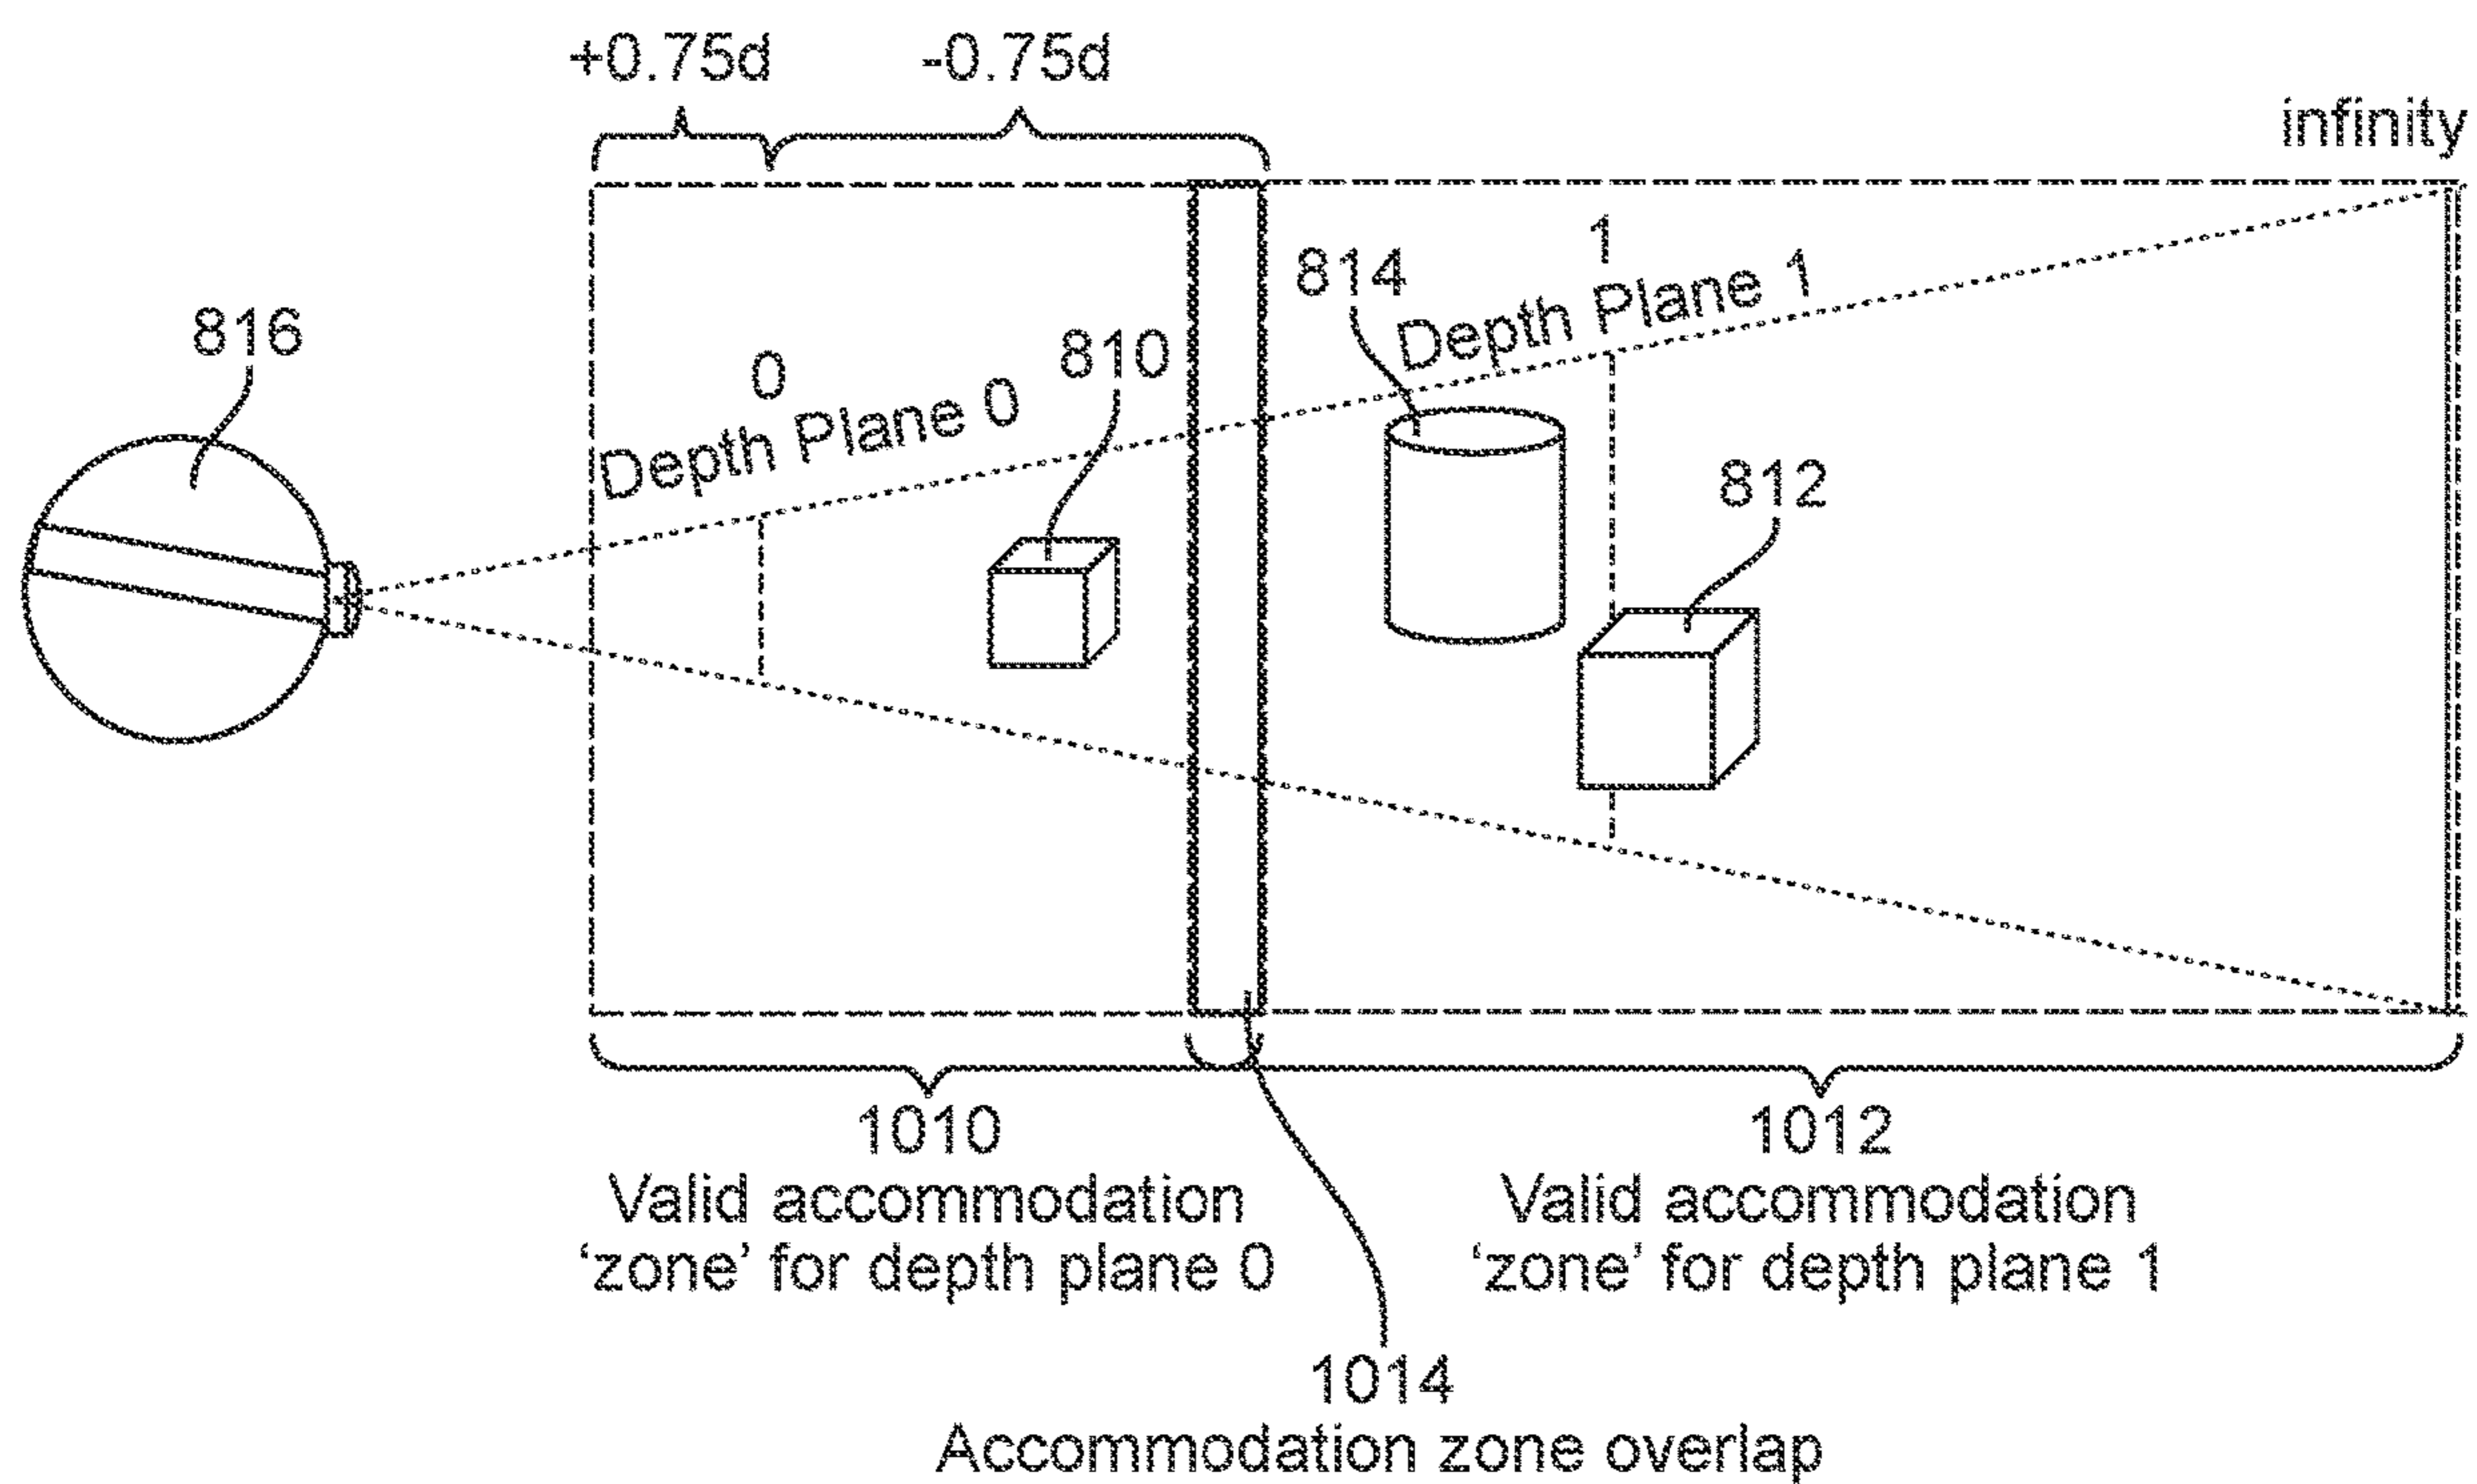 +0.75d
-0.75d
infinity
816
0
Depth Plane 0
810
814
1
Depth Plane 1
812
1010
Valid accommodation
‘zone’ for depth plane 0
1012
Valid accommodation
‘zone’ for depth plane 1
1014
Accommodation zone overlap